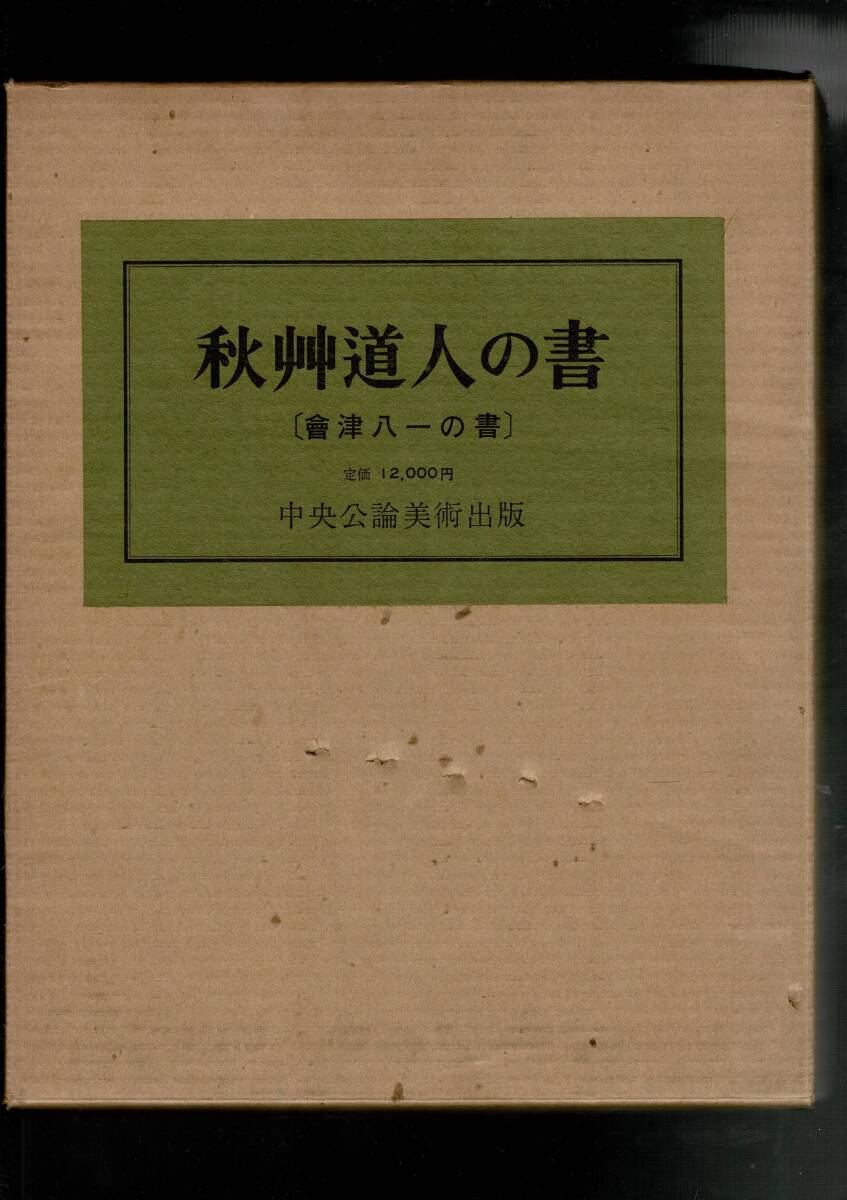 秋艸道人の書
〔會津八一の書〕
定価 12,000円
中央公論美術出版